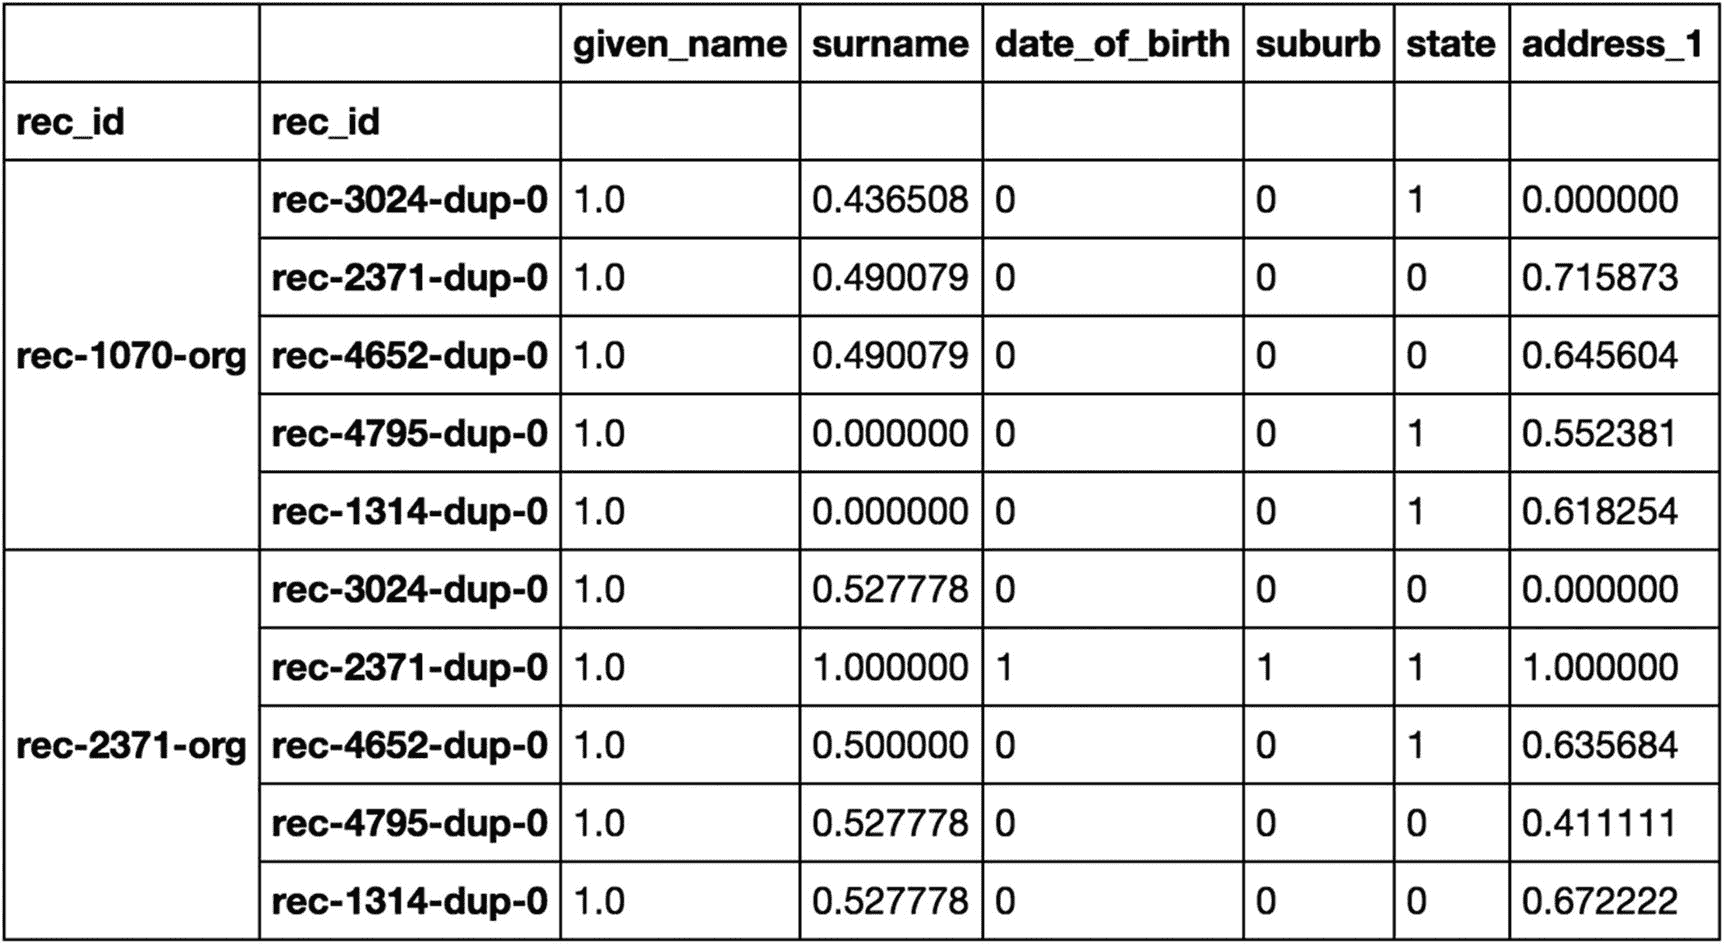 given_name surname date_of_birth suburb state address_1
rec_id rec_id
rec-3024-dup-0 1.0 0.436508 0 0 1 0.000000
rec-2371-dup-0 1.0 0.490079 0 0 0 0.715873
rec-1070-org rec-4652-dup-0 1.0 0.490079 0 0 0 0.645604
rec-4795-dup-0 1.0 0.000000 0 0 1 0.552381
rec-1314-dup-0 1.0 0.000000 0 0 1 0.618254
rec-3024-dup-0 1.0 0.527778 0 0 0 0.000000
rec-2371-dup-0 1.0 1.000000 1 1 1 1.000000
rec-2371-org rec-4652-dup-0 1.0 0.500000 0 0 1 0.635684
rec-4795-dup-0 1.0 0.527778 0 0 0 0.411111
rec-1314-dup-0 1.0 0.527778 0 0 0 0.672222